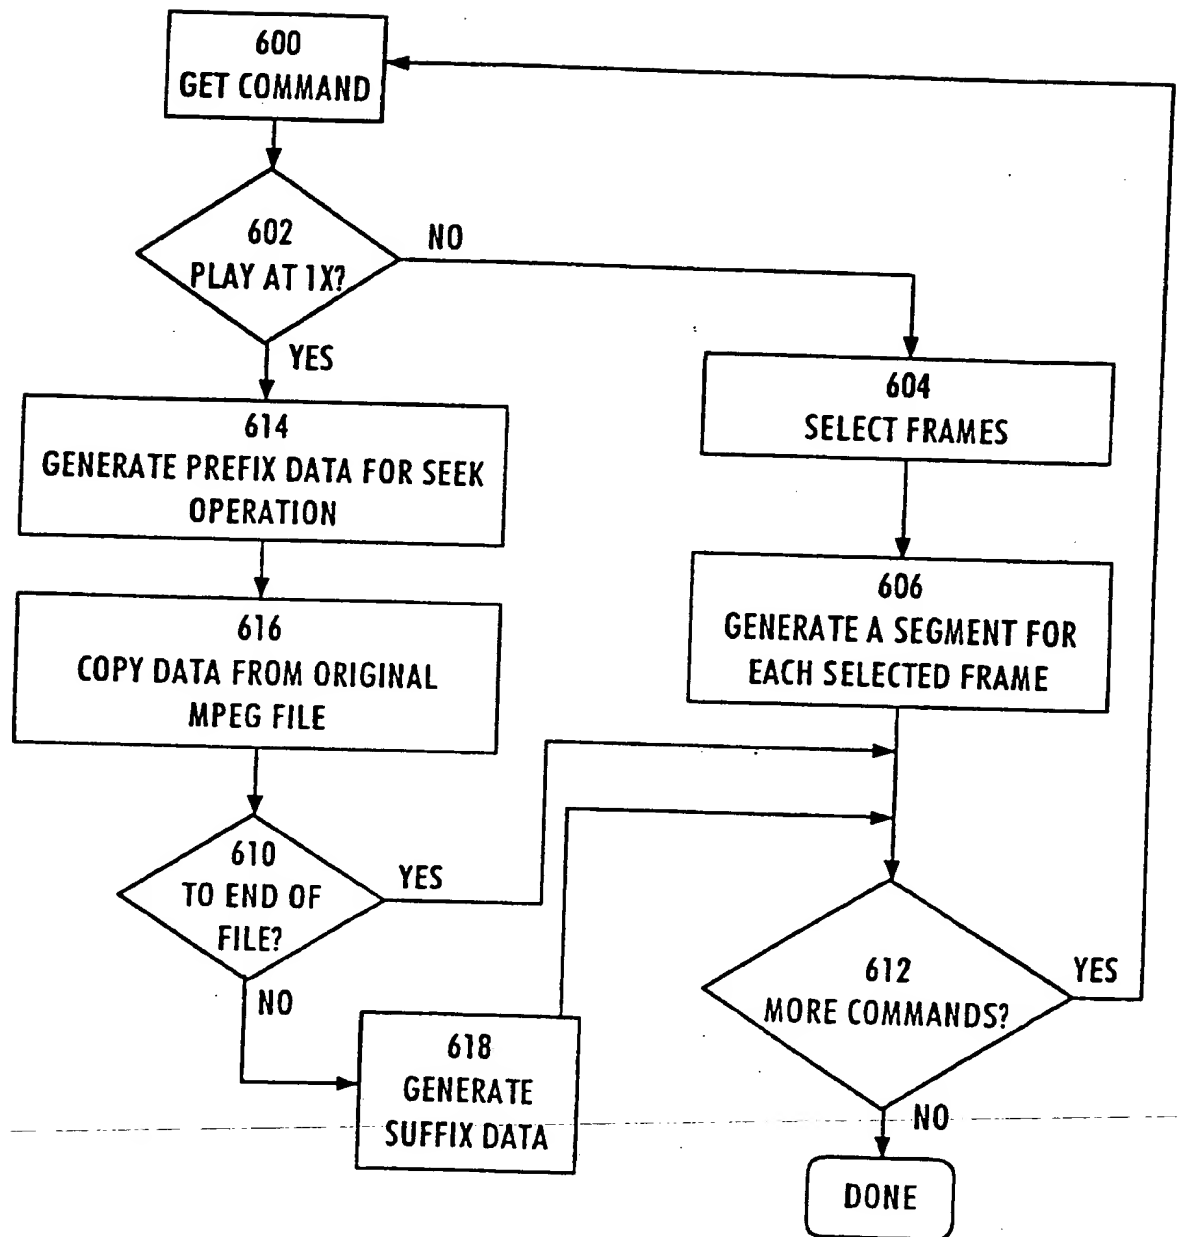 600
GET COMMAND
602
PLAY AT 1X?
NO
YES
604
SELECT FRAMES
614
GENERATE PREFIX DATA FOR SEEK
OPERATION
606
GENERATE A SEGMENT FOR
EACH SELECTED FRAME
616
COPY DATA FROM ORIGINAL
MPEG FILE
610
TO END OF
FILE?
YES
NO
612
MORE COMMANDS?
YES
618
GENERATE
SUFFIX DATA
NO
DONE